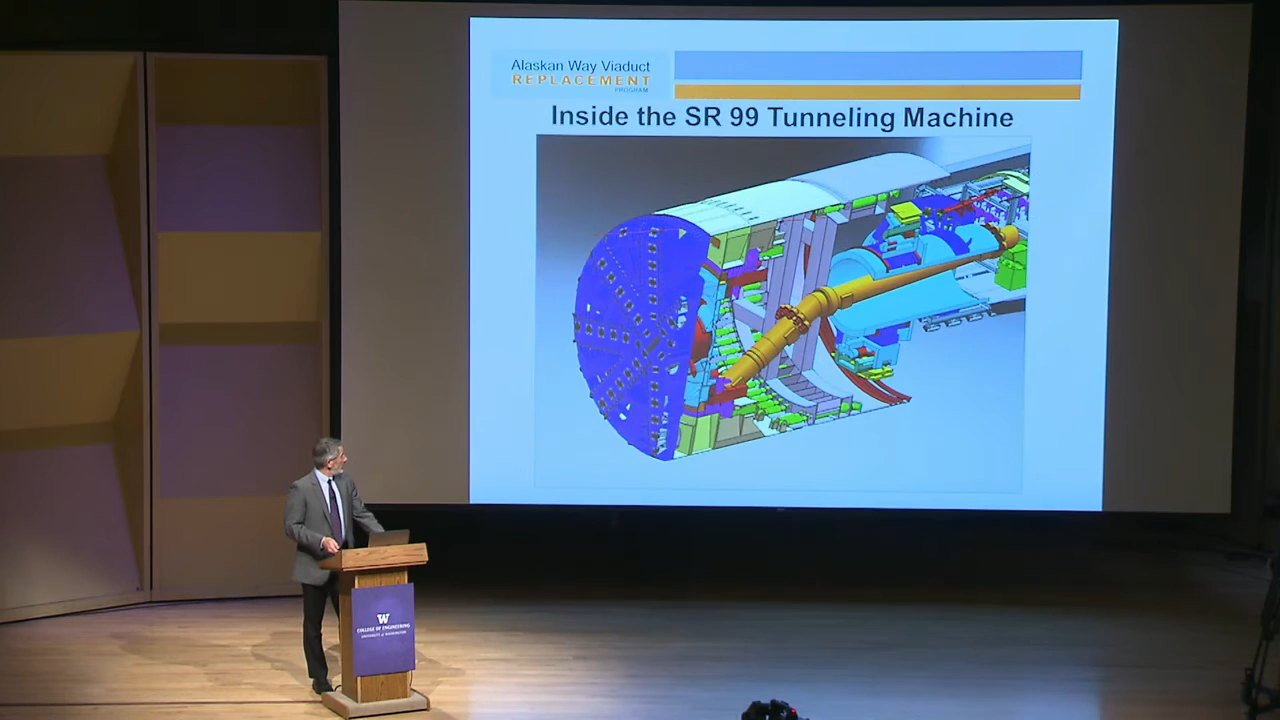 Alaskan Way Viaduct
REPLACEMENT
PROGRAM
Inside the SR 99 Tunneling Machine
W
COLLEGE OF ENGINEERING
UNIVERSITY of WASHINGTON